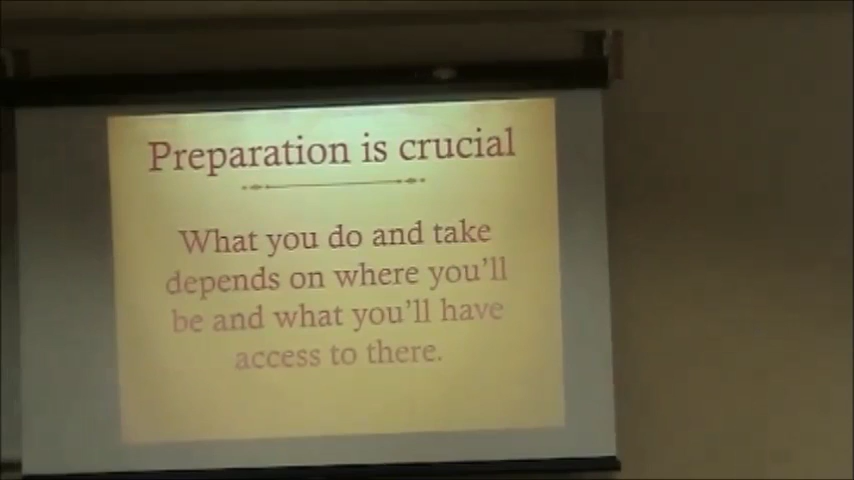 Preparation is crucial
What you do and take
depends on where you'll
be and what you'll have
access to there.